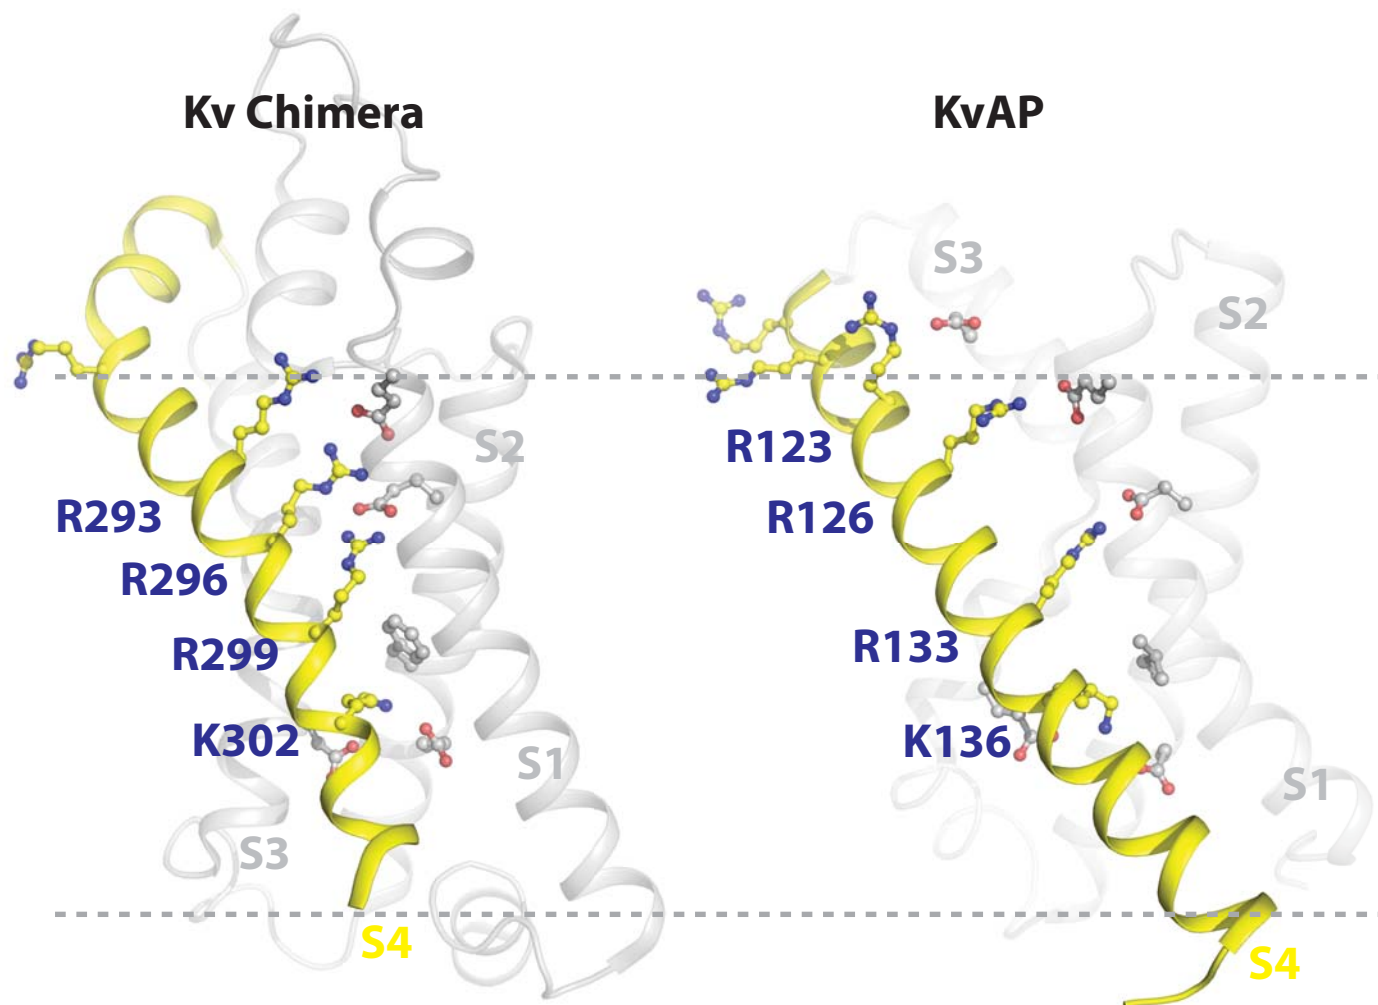 Kv Chimera
KvAP
S3
S2
S2
R123
R293
R126
R296
R299
R133
K302
K136
S1
S1
S3
S4
S4